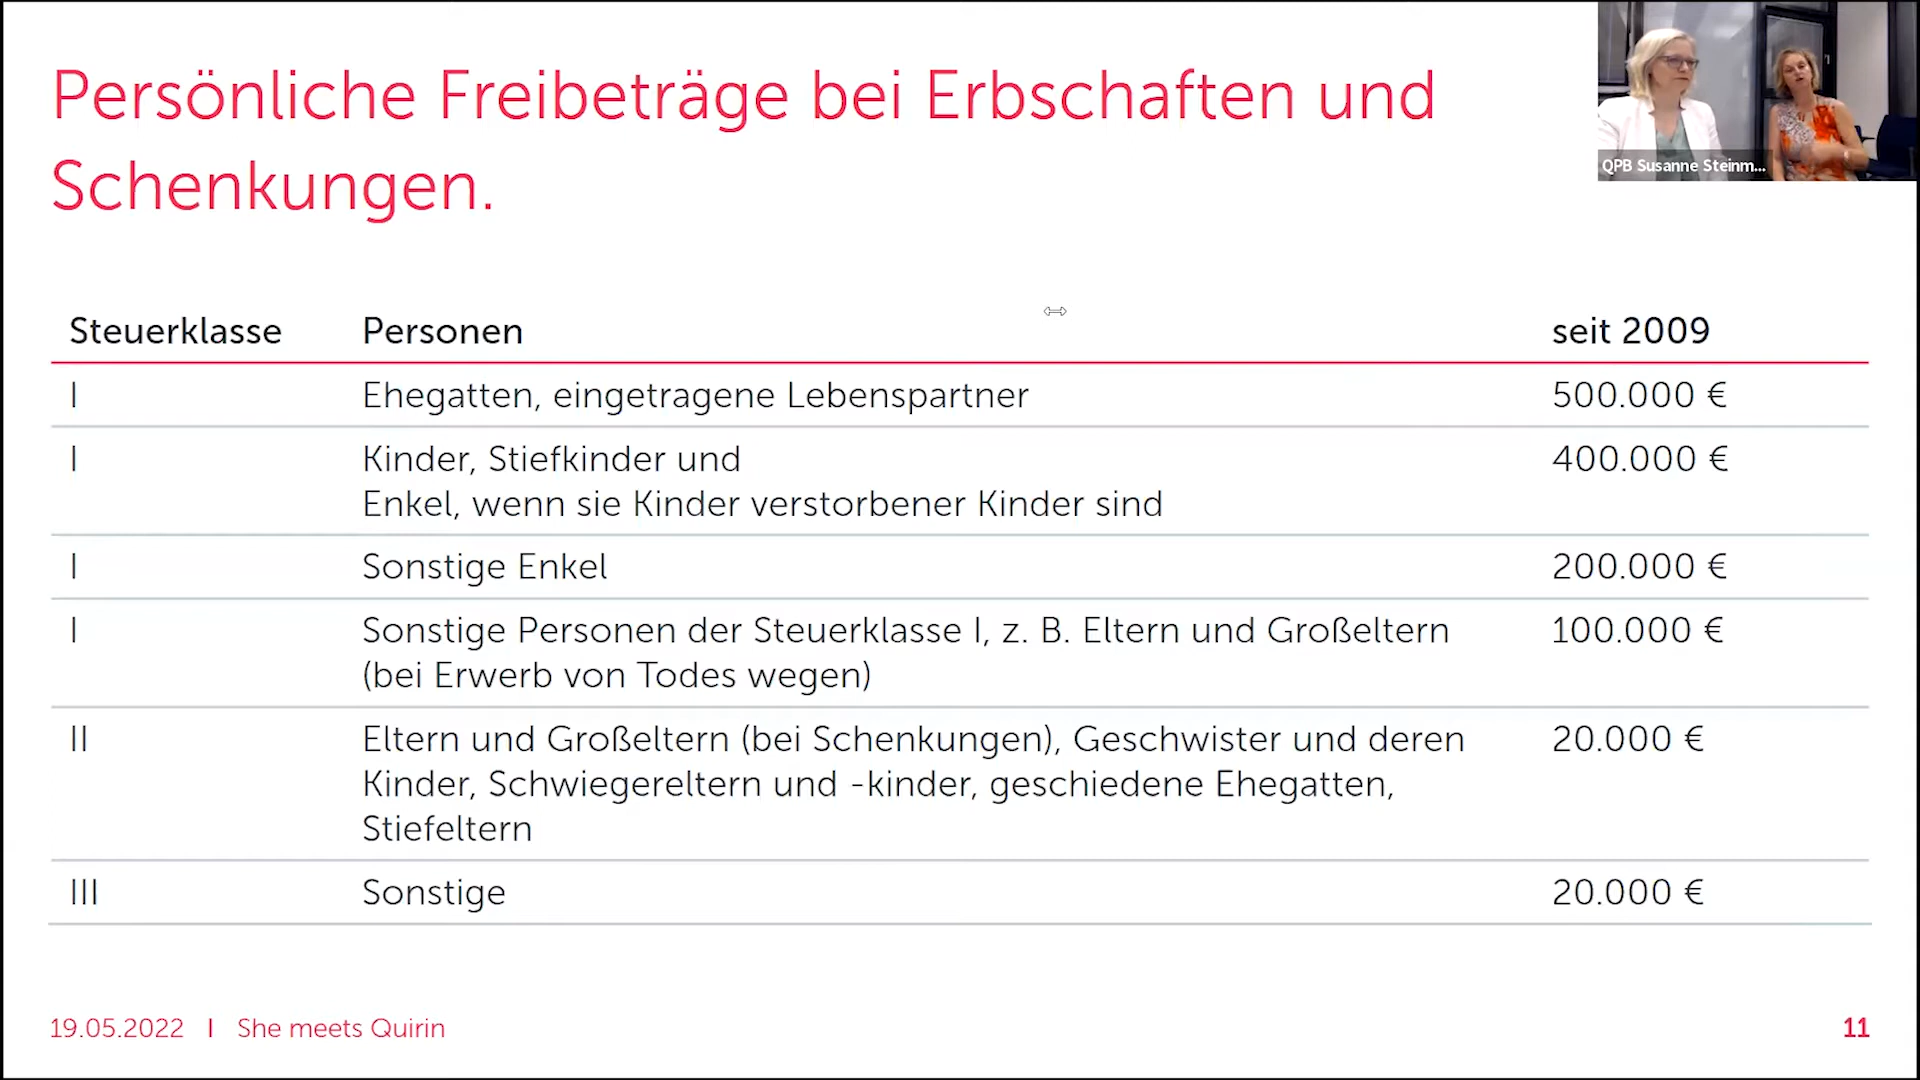 Persönliche Freibeträge bei Erbschaften und
Schenkungen.
QPB Susanne Steinm...
Steuerklasse Personen seit 2009
I Ehegatten, eingetragene Lebenspartner 500.000 €
I Kinder, Stiefkinder und 400.000 €
Enkel, wenn sie Kinder verstorbener Kinder sind
I Sonstige Enkel 200.000 €
I Sonstige Personen der Steuerklasse I, z. B. Eltern und Großeltern 100.000 €
(bei Erwerb von Todes wegen)
II Eltern und Großeltern (bei Schenkungen), Geschwister und deren 20.000 €
Kinder, Schwiegereltern und -kinder, geschiedene Ehegatten,
Stiefeltern
III Sonstige 20.000 €
19.05.2022 I She meets Quirin 11